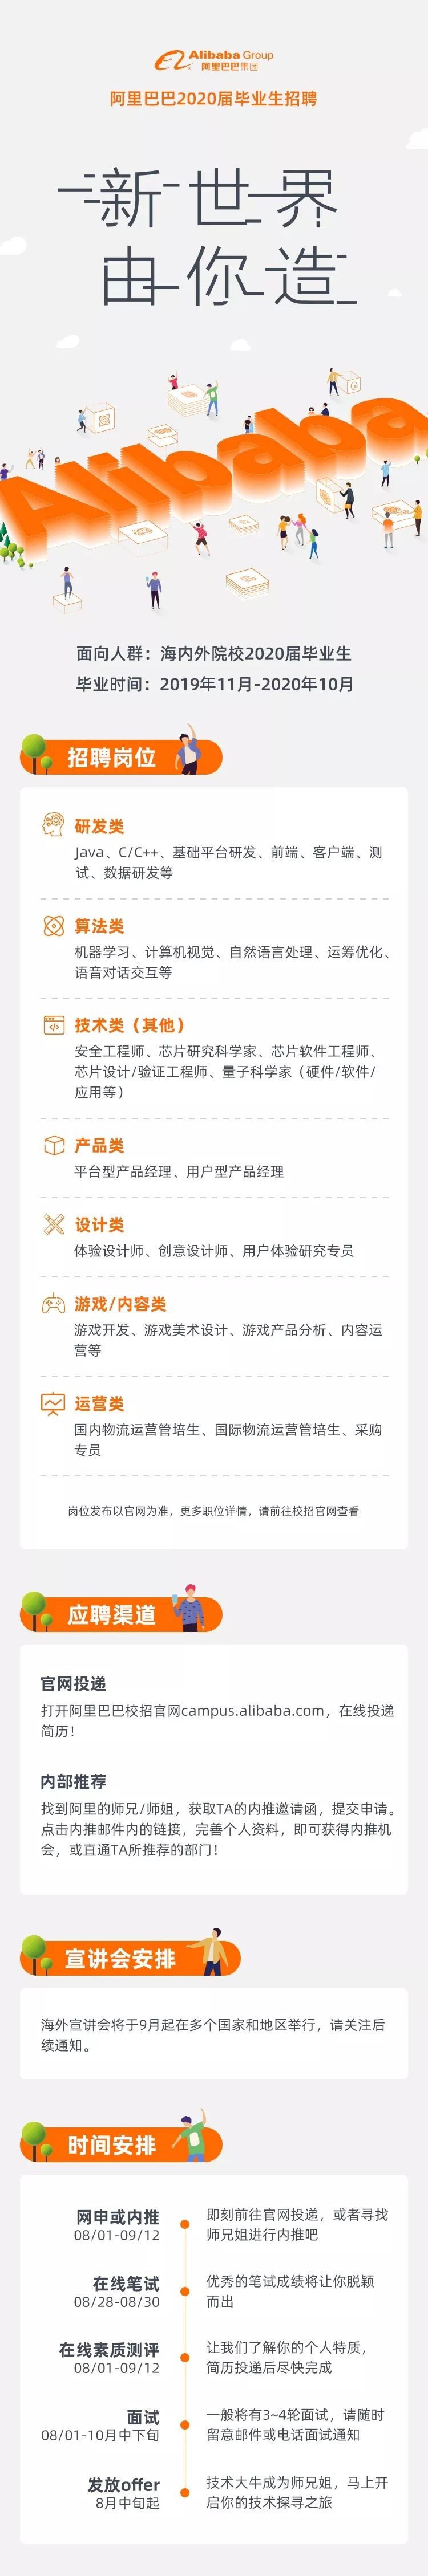 Alibaba Group
阿里巴巴集团
阿里巴巴2020届毕业生招聘
新世界
由你造
Alibaba
面向人群：海内外院校2020届毕业生
毕业时间：2019年11月-2020年10月
招聘岗位
研发类
Java、C/C++、基础平台研发、前端、客户端、测
试、数据研发等
算法类
机器学习、计算机视觉、自然语言处理、运筹优化、
语音对话交互等
技术类（其他）
安全工程师、芯片研究科学家、芯片软件工程师、
芯片设计/验证工程师、量子科学家（硬件/软件/
应用等）
产品类
平台型产品经理、用户型产品经理
设计类
体验设计师、创意设计师、用户体验研究专员
游戏/内容类
游戏开发、游戏美术设计、游戏产品分析、内容运
营等
运营类
国内物流运营管培生、国际物流运营管培生、采购
专员
岗位发布以官网为准，更多职位详情，请前往校招官网查看
应聘渠道
官网投递
打开阿里巴巴校招官网campus.alibaba.com，在线投递
简历！
内部推荐
找到阿里的师兄/师姐，获取TA的内推邀请函，提交申请。
点击内推邮件内的链接，完善个人资料，即可获得内推机
会，或直通TA所推荐的部门！
宣讲会安排
海外宣讲会将于9月起在多个国家和地区举行，请关注后
续通知。
时间安排
网申或内推
08/01-09/12
即刻前往官网投递，或者寻找
师兄姐进行内推吧
在线笔试
08/28-08/30
优秀的笔试成绩将让你脱颖
而出
在线素质测评
08/01-09/12
让我们了解你的个人特质，
简历投递后尽快完成
面试
08/01-10月中下旬
一般将有3~4轮面试，请随时
留意邮件或电话面试通知
发放offer
8月中旬起
技术大牛成为师兄姐，马上开
启你的技术探寻之旅